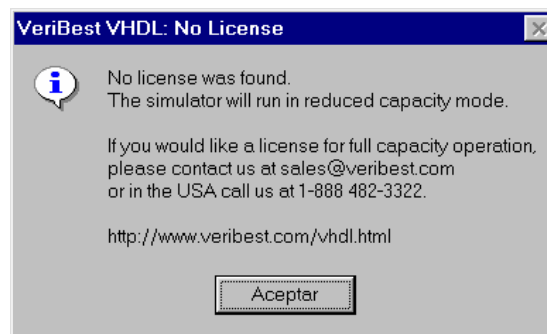 VeriBest VHDL: No License
No license was found.
The simulator will run in reduced capacity mode.
If you would like a license for full capacity operation,
please contact us at sales@veribest.com
or in the USA call us at 1-888 482-3322.
http://www.veribest.com/vhdl.html
Aceptar